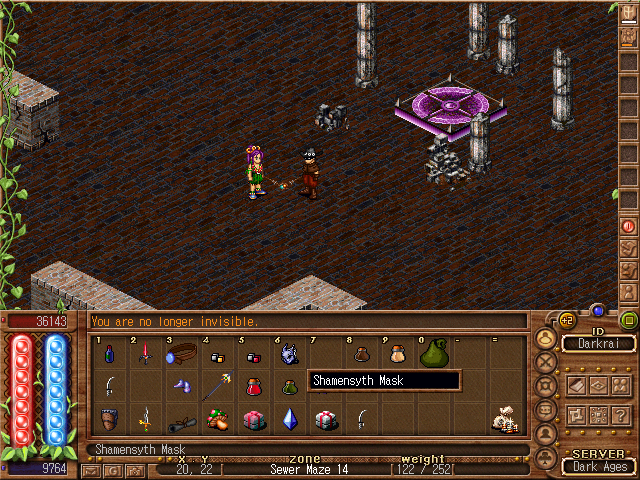 36143
You are no longer invisible.
+2
ID
Darkrai
1 2 3 4 5 6 7 8 9 0 - =
Shamensyth Mask
Shamensyth Mask
X , Y
zone
weight
20, 22
Sewer Maze 14
122 / 252
9764
G
?
SERVER
Dark Ages